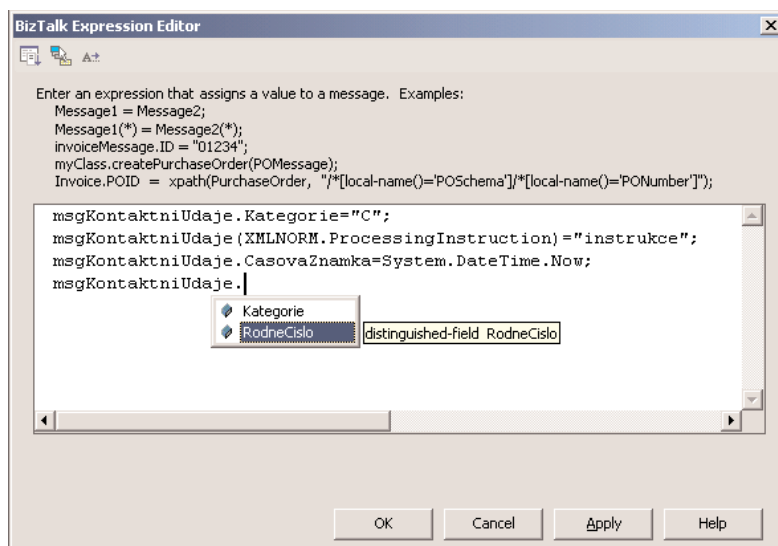 BizTalk Expression Editor
Enter an expression that assigns a value to a message. Examples:
Message1 = Message2;
Message1(*) = Message2(*);
invoiceMessage.ID = "01234";
myClass.createPurchaseOrder(POMessage);
Invoice.POID = xpath(PurchaseOrder, "/*[local-name()='POSchema']/*[local-name()='PONumber']");
msgKontaktniUdaje.Kategorie="C";
msgKontaktniUdaje(XMLNORM.ProcessingInstruction)="instrukce";
msgKontaktniUdaje.CasovaZnamka=System.DateTime.Now;
msgKontaktniUdaje.
Kategorie
RodneCislo distinguished-field RodneCislo
OK Cancel Apply Help